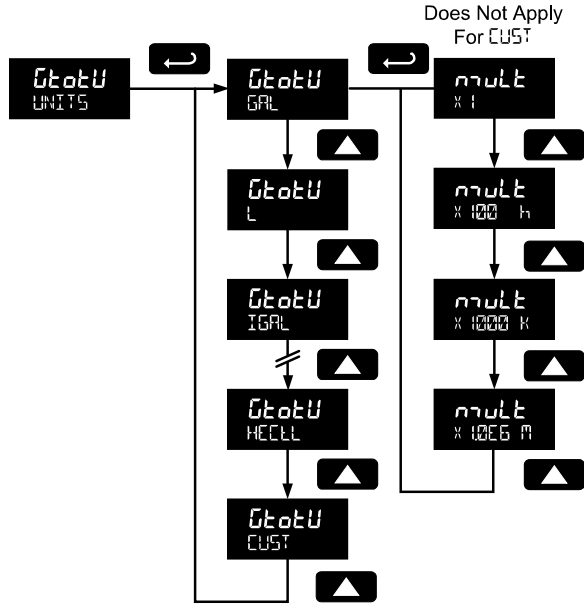 Does Not Apply
For CUST
GtotU
UNITS
GtotU
GAL
GtotU
L
GtotU
IGAL
GtotU
HECtL
GtotU
CUST
mult
x 1
mult
x 100 h
mult
x 1000 K
mult
x 1.0E6 M